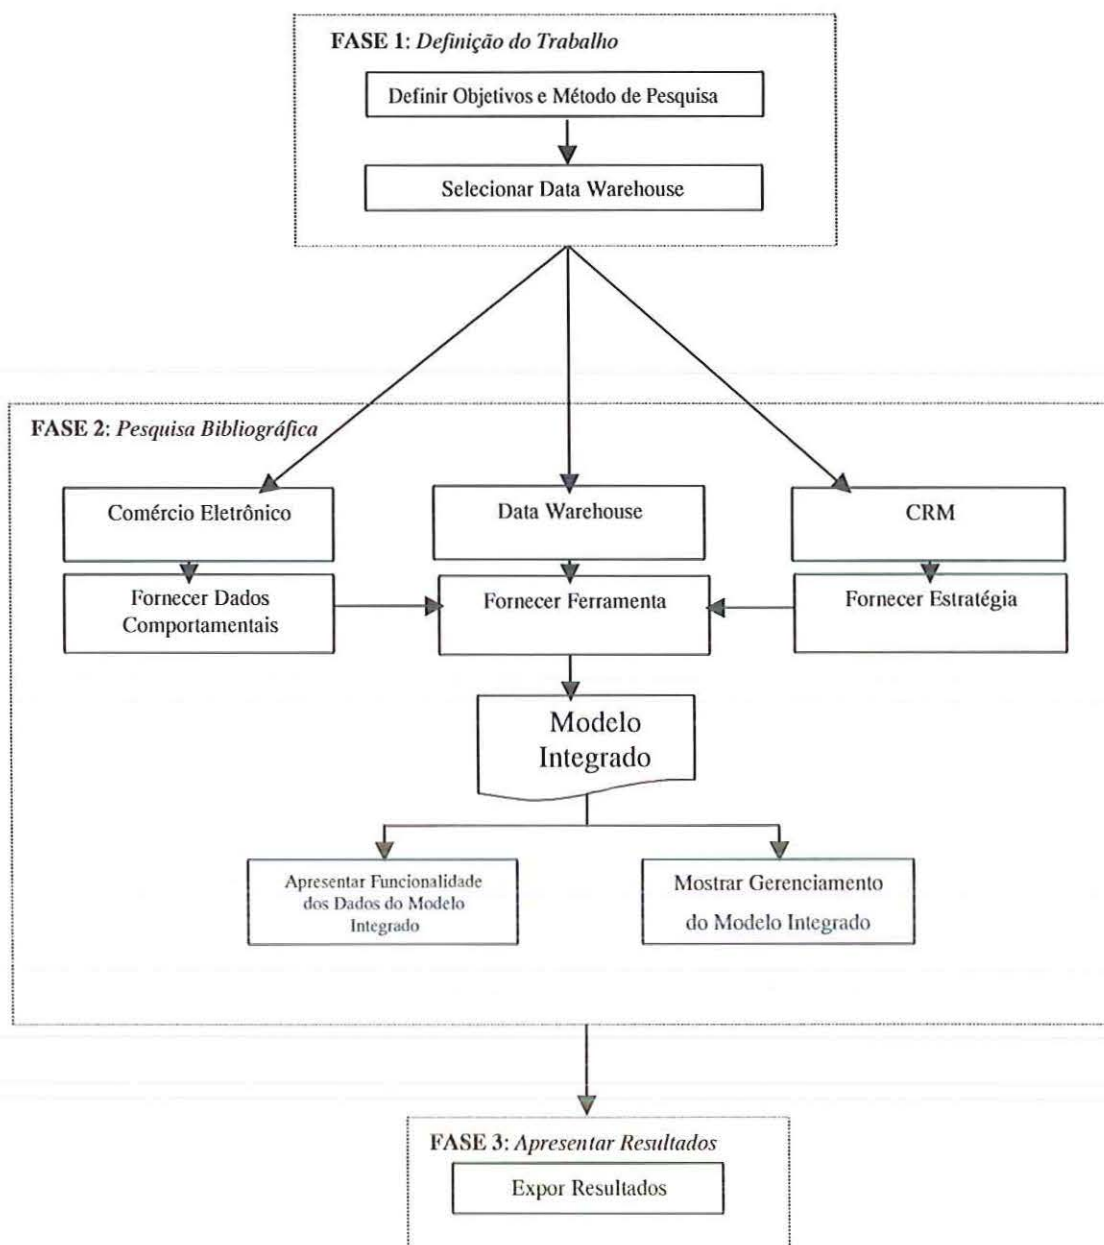 FASE 1: Definição do Trabalho
Definir Objetivos e Método de Pesquisa
Selecionar Data Warehouse
FASE 2: Pesquisa Bibliográfica
Comércio Eletrônico
Data Warehouse
CRM
Fornecer Dados
Comportamentais
Fornecer Ferramenta
Fornecer Estratégia
Modelo
Integrado
Apresentar Funcionalidade
dos Dados do Modelo
Integrado
Mostrar Gerenciamento
do Modelo Integrado
FASE 3: Apresentar Resultados
Expor Resultados